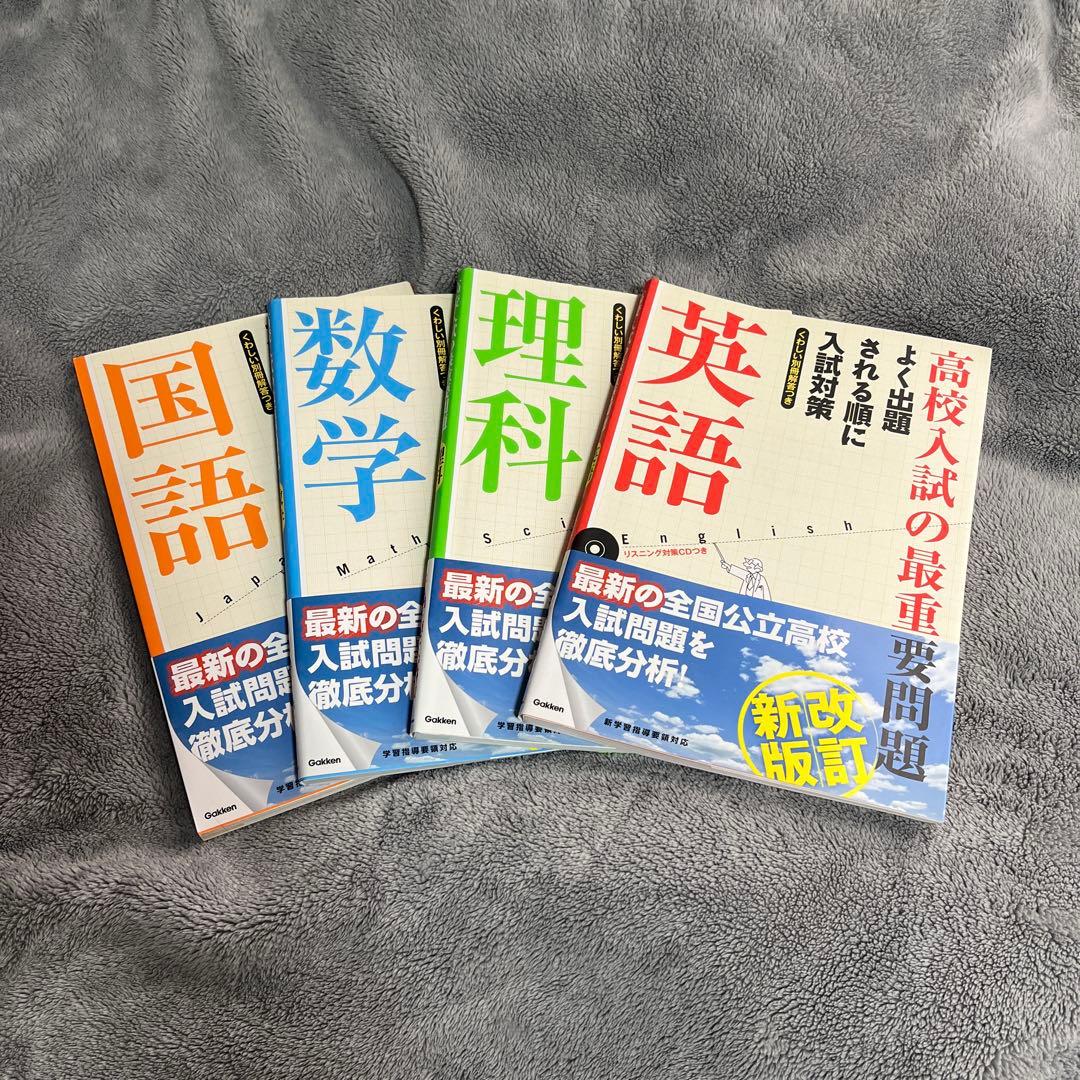 国語
くわしい別冊解答つき
Japa
最新の全
入試問題
徹底分析
Gakken
学習指導
数学
くわしい別冊解答
Math
最新の全
入試問題
徹底分析
Gakken
学習指導要領対応
理科
くわしい別冊解答
Sci
最新の全
入試問題
徹底分
Gakken
学習指導要領
英語
くわしい別冊解答つき
よく出題
される順に
入試対策
高校入試の最重要問題
English
リスニング対策CDつき
最新の全国公立高校
入試問題を
徹底分析!
改訂
新版
Gakken
新学習指導要領対応